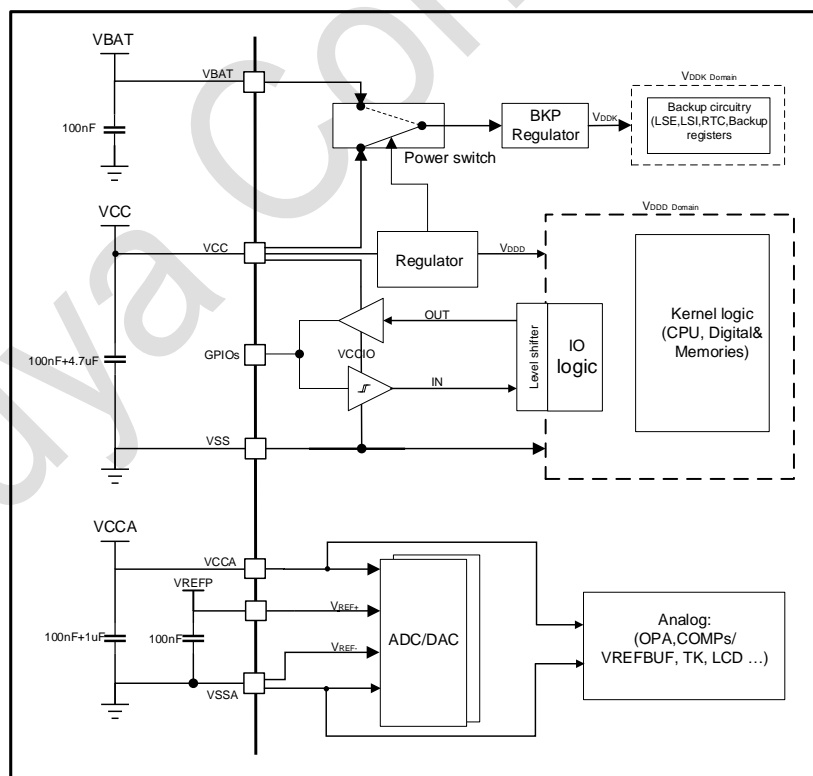 VBAT
VBAT
100nF
Power switch
BKP
Regulator
VDDK
VDDK Domain
Backup circuitry
(LSE,LSI,RTC,Backup
registers
VCC
VCC
100nF+4.7uF
Regulator
VDDD
VDDD Domain
GPIOs
VCCIO
OUT
IN
Level shifter
IO
logic
Kernel logic
(CPU, Digital&
Memories)
VSS
VCCA
VCCA
VREFP
100nF+1uF
100nF
VREF+
VREF-
VSSA
ADC/DAC
Analog:
(OPA,COMPs/
VREFBUF, TK, LCD ...)
dya Con